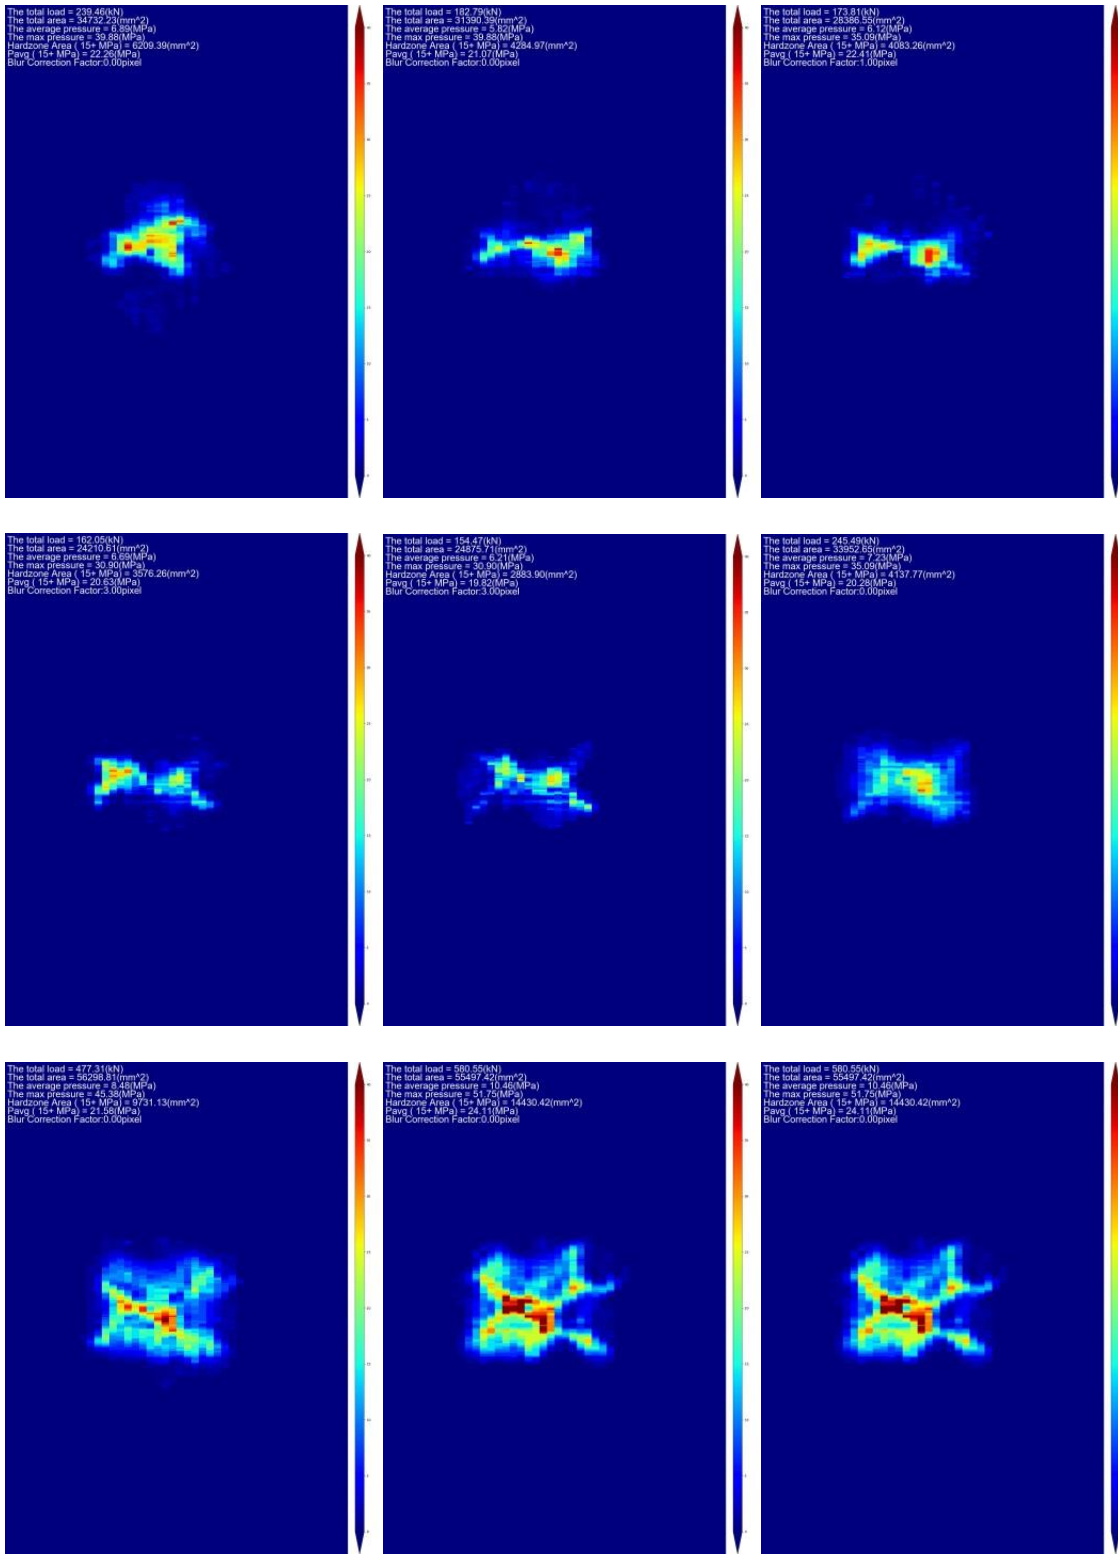 The total load = 239.46(kN)
The total area = 34732.23(mm^2)
The average pressure = 6.89(MPa)
The max pressure = 39.88(MPa)
Hardzone Area ( 15+ MPa) = 6209.39(mm^2)
Pavg ( 15+ MPa) = 22.26(MPa)
Blur Correction Factor:0.00pixel
The total load = 182.79(kN)
The total area = 31390.39(mm^2)
The average pressure = 5.82(MPa)
The max pressure = 39.88(MPa)
Hardzone Area ( 15+ MPa) = 4284.97(mm^2)
Pavg ( 15+ MPa) = 21.07(MPa)
Blur Correction Factor:0.00pixel
The total load = 173.81(kN)
The total area = 28386.55(mm^2)
The average pressure = 6.12(MPa)
The max pressure = 35.09(MPa)
Hardzone Area ( 15+ MPa) = 4083.26(mm^2)
Pavg ( 15+ MPa) = 22.41(MPa)
Blur Correction Factor:1.00pixel
The total load = 162.05(kN)
The total area = 24210.61(mm^2)
The average pressure = 6.69(MPa)
The max pressure = 30.90(MPa)
Hardzone Area ( 15+ MPa) = 3576.26(mm^2)
Pavg ( 15+ MPa) = 20.63(MPa)
Blur Correction Factor:3.00pixel
The total load = 154.47(kN)
The total area = 24875.71(mm^2)
The average pressure = 6.21(MPa)
The max pressure = 30.90(MPa)
Hardzone Area ( 15+ MPa) = 2883.90(mm^2)
Pavg ( 15+ MPa) = 19.82(MPa)
Blur Correction Factor:3.00pixel
The total load = 245.49(kN)
The total area = 33952.65(mm^2)
The average pressure = 7.23(MPa)
The max pressure = 35.09(MPa)
Hardzone Area ( 15+ MPa) = 4137.77(mm^2)
Pavg ( 15+ MPa) = 20.28(MPa)
Blur Correction Factor:0.00pixel
The total load = 477.31(kN)
The total area = 56298.81(mm^2)
The average pressure = 8.48(MPa)
The max pressure = 45.38(MPa)
Hardzone Area ( 15+ MPa) = 9731.13(mm^2)
Pavg ( 15+ MPa) = 21.58(MPa)
Blur Correction Factor:0.00pixel
The total load = 580.55(kN)
The total area = 55497.42(mm^2)
The average pressure = 10.46(MPa)
The max pressure = 51.75(MPa)
Hardzone Area ( 15+ MPa) = 14430.42(mm^2)
Pavg ( 15+ MPa) = 24.11(MPa)
Blur Correction Factor:0.00pixel
The total load = 580.55(kN)
The total area = 55497.42(mm^2)
The average pressure = 10.46(MPa)
The max pressure = 51.75(MPa)
Hardzone Area ( 15+ MPa) = 14430.42(mm^2)
Pavg ( 15+ MPa) = 24.11(MPa)
Blur Correction Factor:0.00pixel